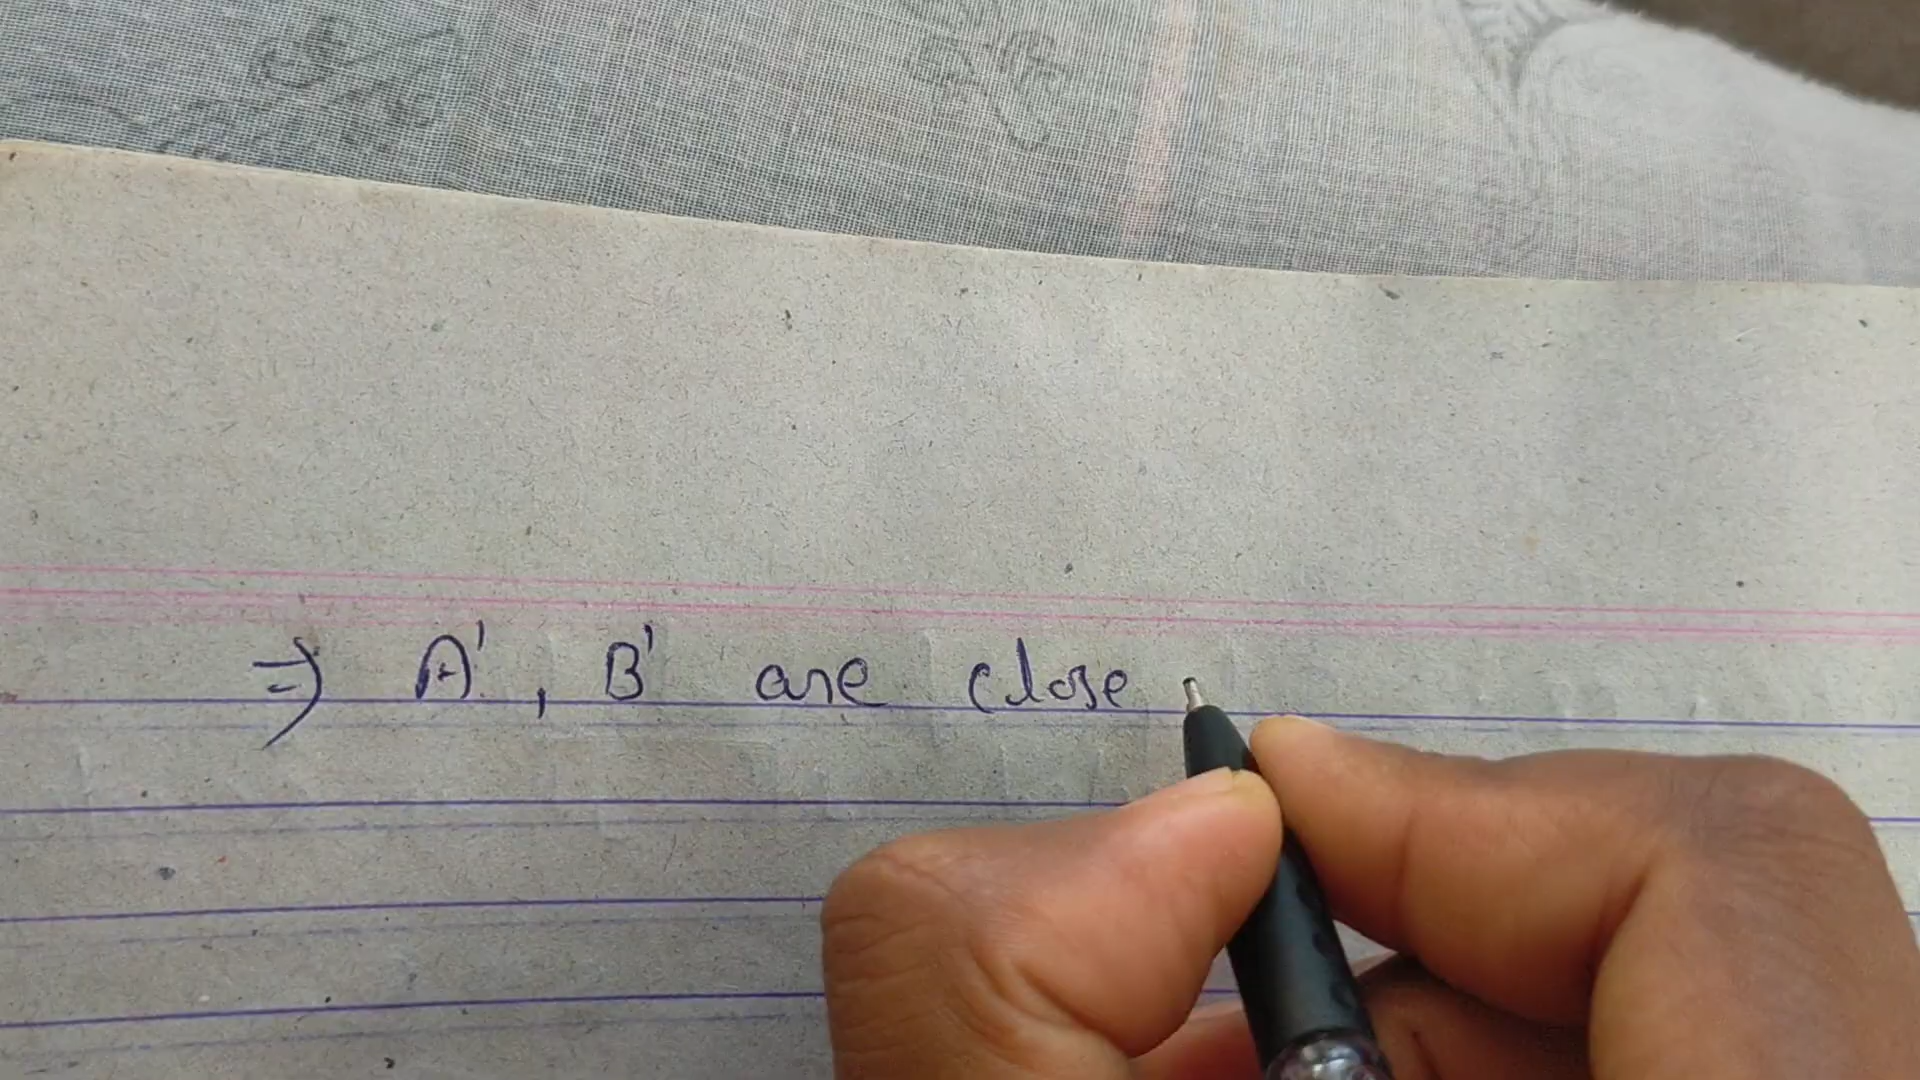 ⇒ A', B' are close